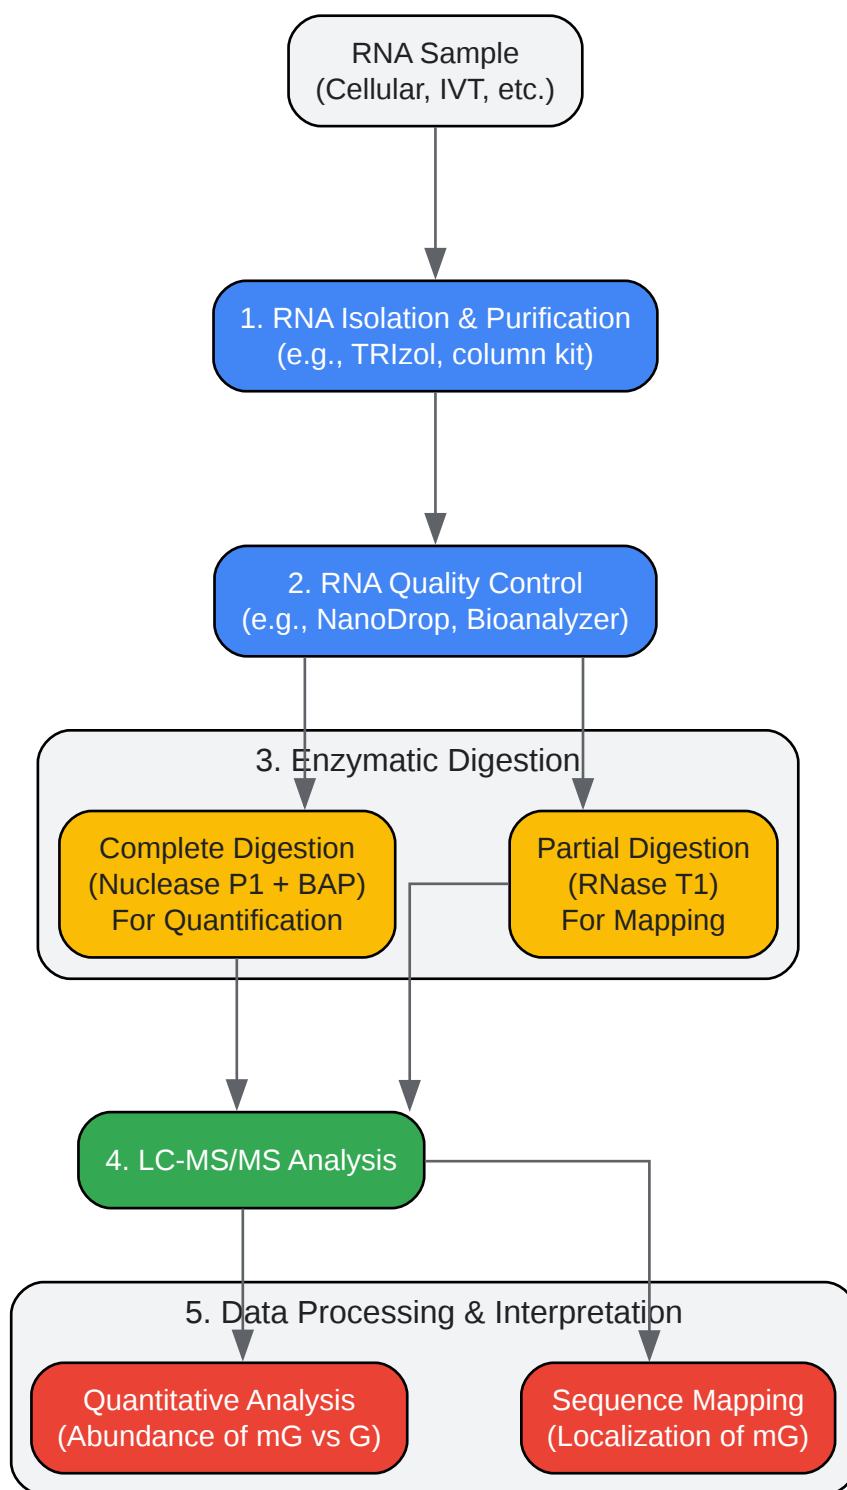 RNA Sample
(Cellular, IVT, etc.)
1. RNA Isolation & Purification
(e.g., TRIzol, column kit)
2. RNA Quality Control
(e.g., NanoDrop, Bioanalyzer)
3. Enzymatic Digestion
Complete Digestion
(Nuclease P1 + BAP)
For Quantification
Partial Digestion
(RNase T1)
For Mapping
4. LC-MS/MS Analysis
5. Data Processing & Interpretation
Quantitative Analysis
(Abundance of mG vs G)
Sequence Mapping
(Localization of mG)